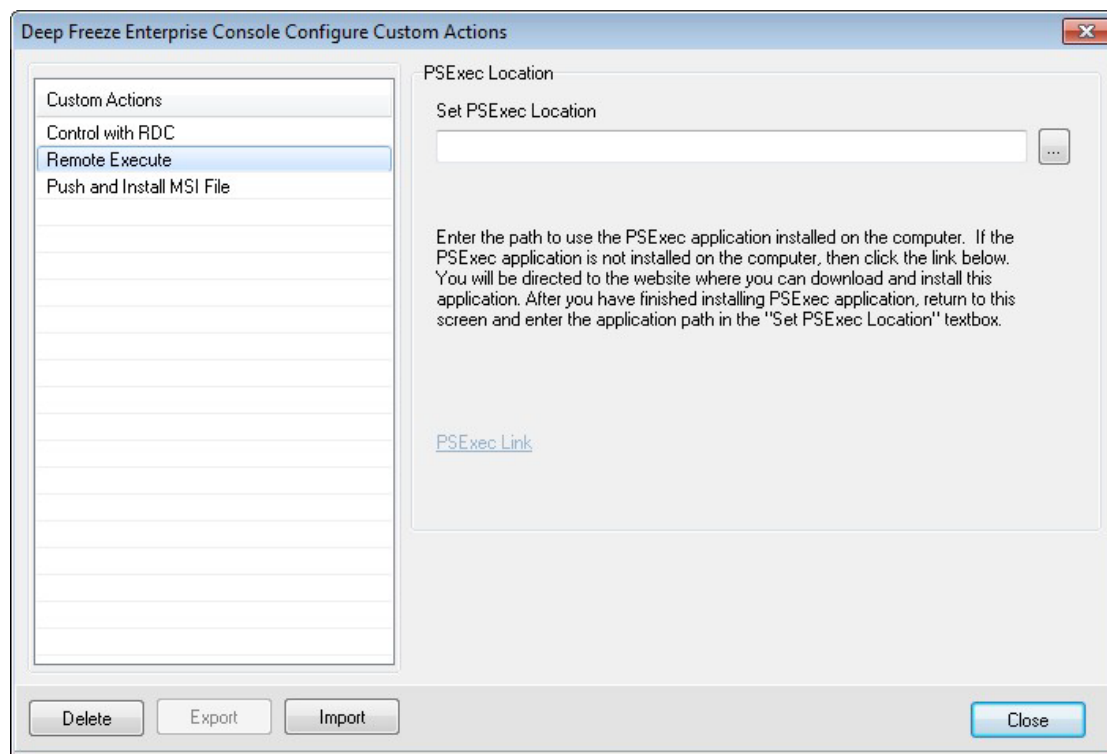 Deep Freeze Enterprise Console Configure Custom Actions
Custom Actions
Control with RDC
Remote Execute
Push and Install MSI File
PSExec Location
Set PSExec Location
...
Enter the path to use the PSExec application installed on the computer. If the
PSExec application is not installed on the computer, then click the link below.
You will be directed to the website where you can download and install this
application. After you have finished installing PSExec application, return to this
screen and enter the application path in the "Set PSExec Location" textbox.
PSExec Link
Delete
Export
Import
Close